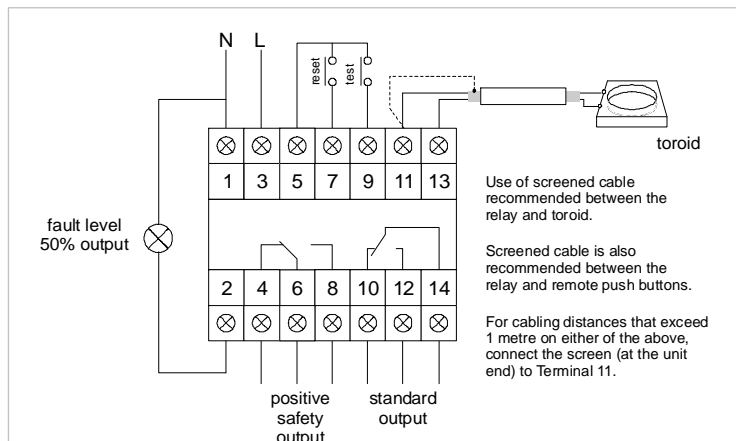 N L
reset
test
toroid
1 3 5 7 9 11 13
Use of screened cable
recommended between the
relay and toroid.
fault level
50% output
Screened cable is also
recommended between the
relay and remote push buttons.
2 4 6 8 10 12 14
For cabling distances that exceed
1 metre on either of the above,
connect the screen (at the unit
end) to Terminal 11.
positive
safety
output
standard
output